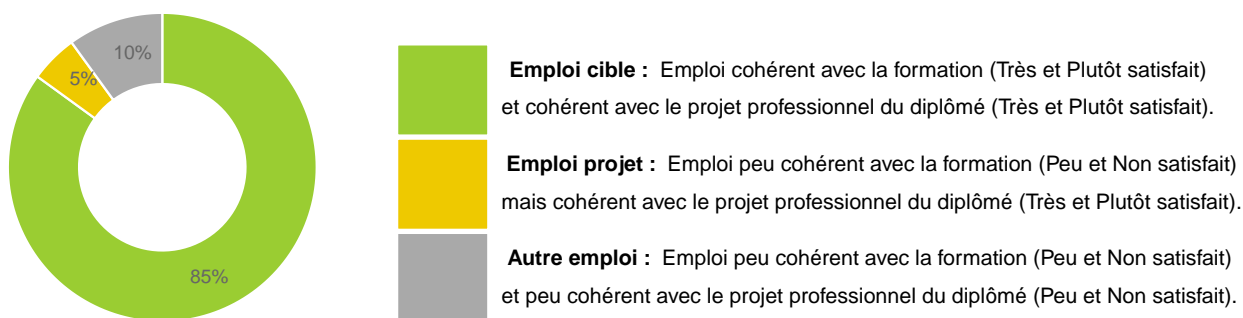 10%
5%
85%
Emploi cible : Emploi cohérent avec la formation (Très et Plutôt satisfait)
et cohérent avec le projet professionnel du diplômé (Très et Plutôt satisfait).
Emploi projet : Emploi peu cohérent avec la formation (Peu et Non satisfait)
mais cohérent avec le projet professionnel du diplômé (Très et Plutôt satisfait).
Autre emploi : Emploi peu cohérent avec la formation (Peu et Non satisfait)
et peu cohérent avec le projet professionnel du diplômé (Peu et Non satisfait).